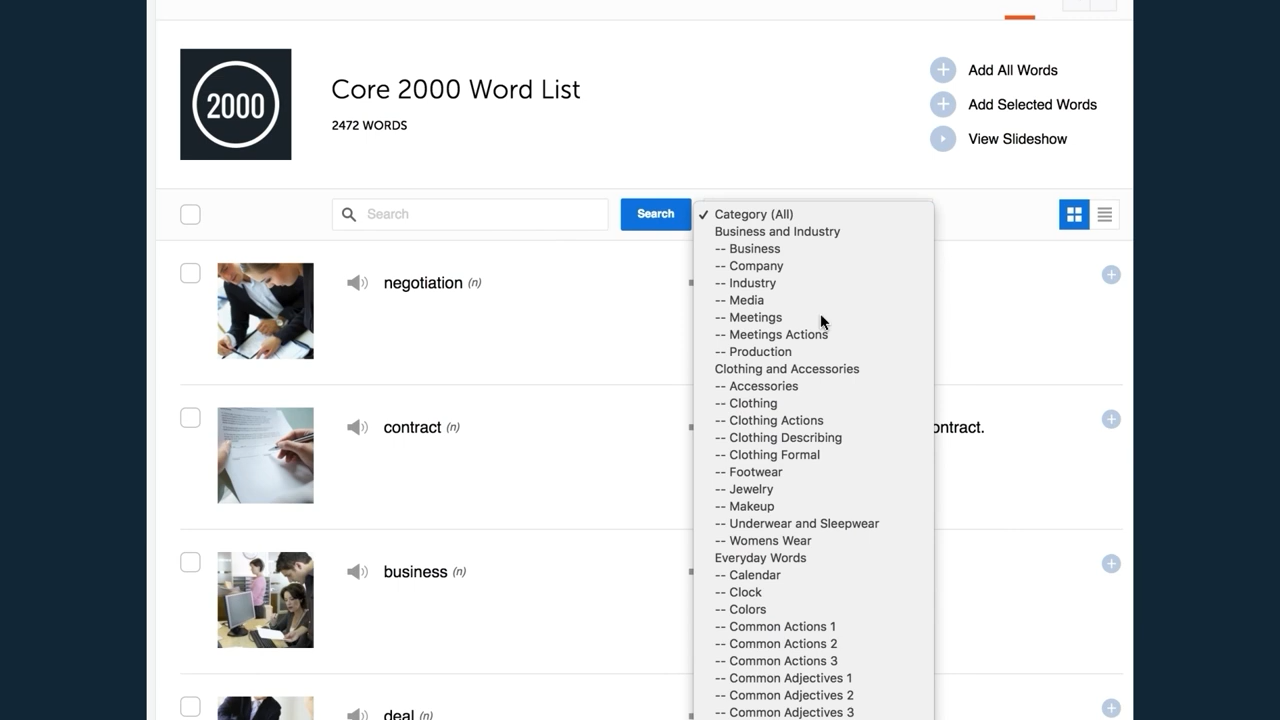 2000
Core 2000 Word List
2472 WORDS
Add All Words
Add Selected Words
View Slideshow
Search
Search
✓ Category (All)
Business and Industry
-- Business
-- Company
-- Industry
-- Media
-- Meetings
-- Meetings Actions
-- Production
Clothing and Accessories
-- Accessories
-- Clothing
-- Clothing Actions
-- Clothing Describing
-- Clothing Formal
-- Footwear
-- Jewelry
-- Makeup
-- Underwear and Sleepwear
-- Womens Wear
Everyday Words
-- Calendar
-- Clock
-- Colors
-- Common Actions 1
-- Common Actions 2
-- Common Actions 3
-- Common Adjectives 1
-- Common Adjectives 2
-- Common Adjectives 3
negotiation (n)
contract (n)
ontract.
business (n)
deal (n)